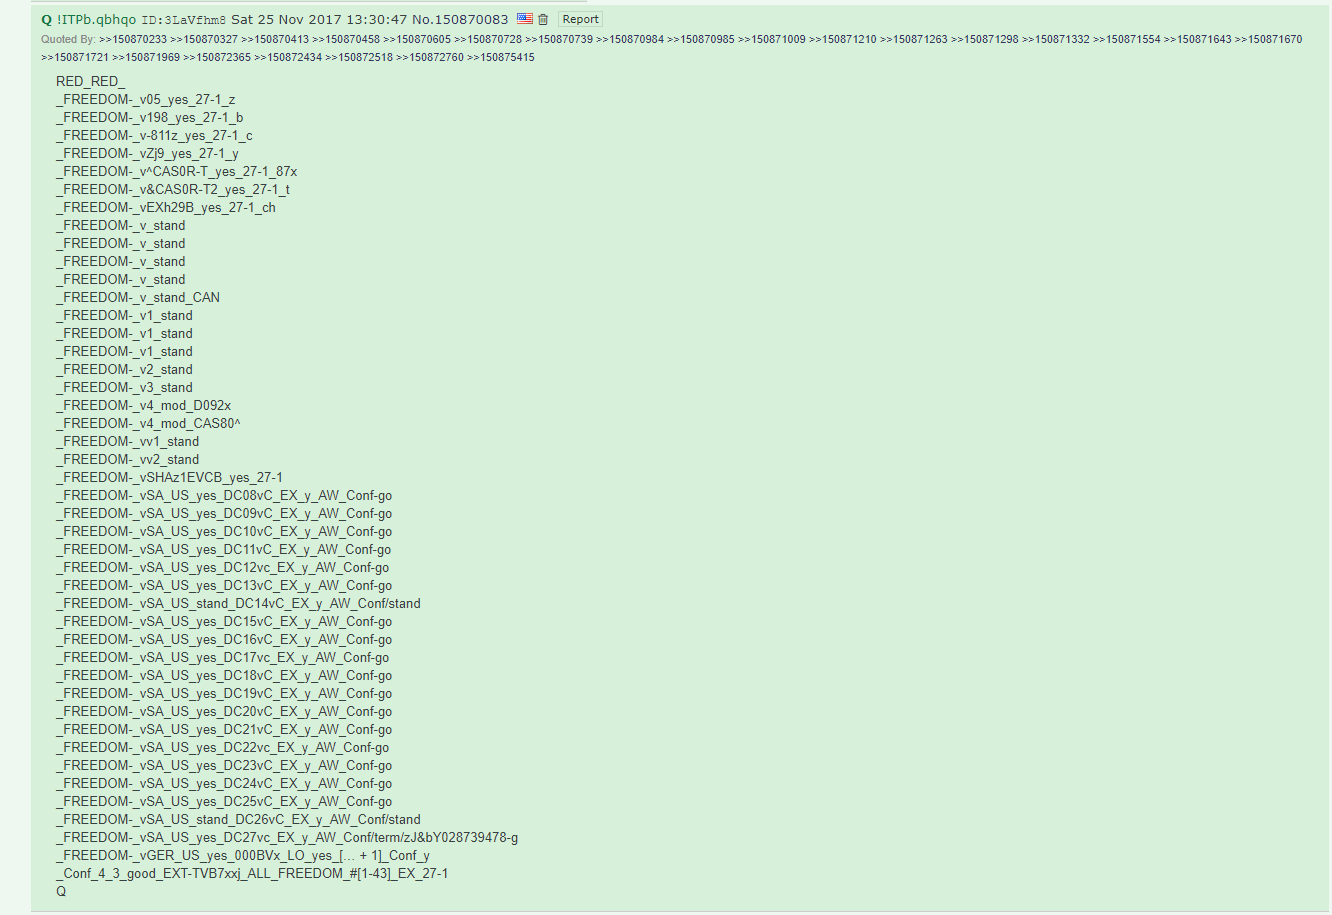 Q !ITPb.qbhqo ID:3LaVfhm8 Sat 25 Nov 2017 13:30:47 No.150870083 Report
Quoted By: >>150870233 >>150870327 >>150870413 >>150870458 >>150870605 >>150870728 >>150870739 >>150870984 >>150870985 >>150871009 >>150871210 >>150871263 >>150871298 >>150871332 >>150871554 >>150871643 >>150871670
>>150871721 >>150871969 >>150872365 >>150872434 >>150872518 >>150872760 >>150875415
RED_RED_
_FREEDOM-_v05_yes_27-1_z
_FREEDOM-_v198_yes_27-1_b
_FREEDOM-_v-811z_yes_27-1_c
_FREEDOM-_vZj9_yes_27-1_y
_FREEDOM-_v^CAS0R-T_yes_27-1_87x
_FREEDOM-_v&CAS0R-T2_yes_27-1_t
_FREEDOM-_vEXh29B_yes_27-1_ch
_FREEDOM-_v_stand
_FREEDOM-_v_stand
_FREEDOM-_v_stand
_FREEDOM-_v_stand
_FREEDOM-_v_stand_CAN
_FREEDOM-_v1_stand
_FREEDOM-_v1_stand
_FREEDOM-_v1_stand
_FREEDOM-_v2_stand
_FREEDOM-_v3_stand
_FREEDOM-_v4_mod_D092x
_FREEDOM-_v4_mod_CAS80^
_FREEDOM-_vv1_stand
_FREEDOM-_vv2_stand
_FREEDOM-_vSHAz1EVCB_yes_27-1
_FREEDOM-_vSA_US_yes_DC08vC_EX_y_AW_Conf-go
_FREEDOM-_vSA_US_yes_DC09vC_EX_y_AW_Conf-go
_FREEDOM-_vSA_US_yes_DC10vC_EX_y_AW_Conf-go
_FREEDOM-_vSA_US_yes_DC11vC_EX_y_AW_Conf-go
_FREEDOM-_vSA_US_yes_DC12vc_EX_y_AW_Conf-go
_FREEDOM-_vSA_US_yes_DC13vC_EX_y_AW_Conf-go
_FREEDOM-_vSA_US_stand_DC14vC_EX_y_AW_Conf/stand
_FREEDOM-_vSA_US_yes_DC15vC_EX_y_AW_Conf-go
_FREEDOM-_vSA_US_yes_DC16vC_EX_y_AW_Conf-go
_FREEDOM-_vSA_US_yes_DC17vc_EX_y_AW_Conf-go
_FREEDOM-_vSA_US_yes_DC18vC_EX_y_AW_Conf-go
_FREEDOM-_vSA_US_yes_DC19vC_EX_y_AW_Conf-go
_FREEDOM-_vSA_US_yes_DC20vC_EX_y_AW_Conf-go
_FREEDOM-_vSA_US_yes_DC21vC_EX_y_AW_Conf-go
_FREEDOM-_vSA_US_yes_DC22vc_EX_y_AW_Conf-go
_FREEDOM-_vSA_US_yes_DC23vC_EX_y_AW_Conf-go
_FREEDOM-_vSA_US_yes_DC24vC_EX_y_AW_Conf-go
_FREEDOM-_vSA_US_yes_DC25vC_EX_y_AW_Conf-go
_FREEDOM-_vSA_US_stand_DC26vC_EX_y_AW_Conf/stand
_FREEDOM-_vSA_US_yes_DC27vc_EX_y_AW_Conf/term/zJ&bY028739478-g
_FREEDOM-_vGER_US_yes_000BVx_LO_yes_[... + 1]_Conf_y
_Conf_4_3_good_EXT-TVB7xxj_ALL_FREEDOM_#[1-43]_EX_27-1
Q